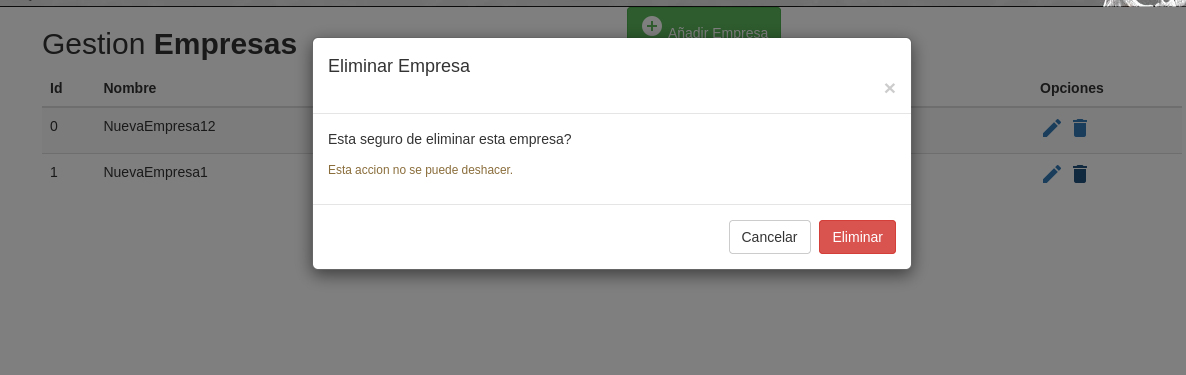 Gestion Empresas
Añadir Empresa
Id Nombre Opciones
0 NuevaEmpresa12
1 NuevaEmpresa1
Eliminar Empresa
×
Esta seguro de eliminar esta empresa?
Esta accion no se puede deshacer.
Cancelar Eliminar